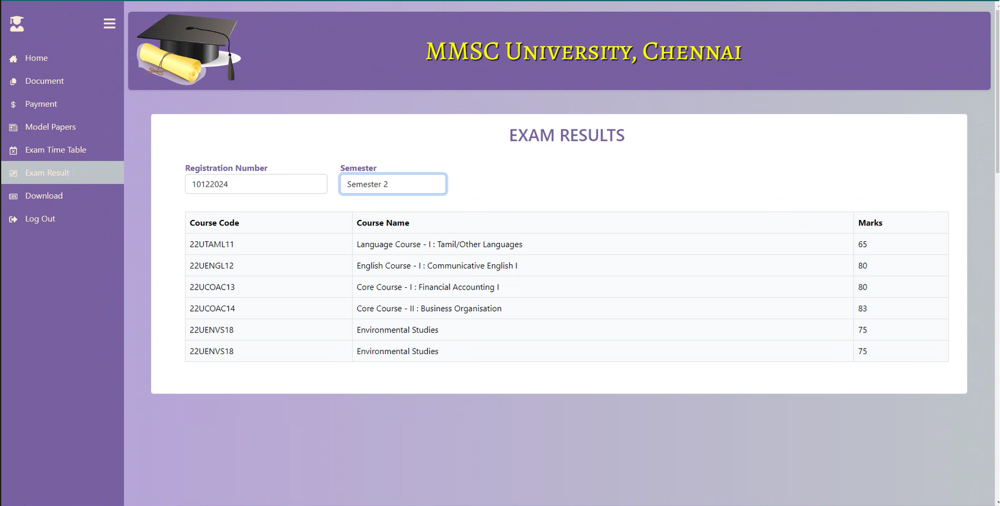 MMSC University, Chennai
Home
Document
Payment
Model Papers
Exam Time Table
Exam Result
Download
Log Out
EXAM RESULTS
Registration Number Semester
10122024 Semester 2
Course Code Course Name Marks
22UTAML11 Language Course - I : Tamil/Other Languages 65
22UENGL12 English Course - I : Communicative English I 80
22UCOAC13 Core Course - I : Financial Accounting I 80
22UCOAC14 Core Course - II : Business Organisation 83
22UENVS18 Environmental Studies 75
22UENVS18 Environmental Studies 75